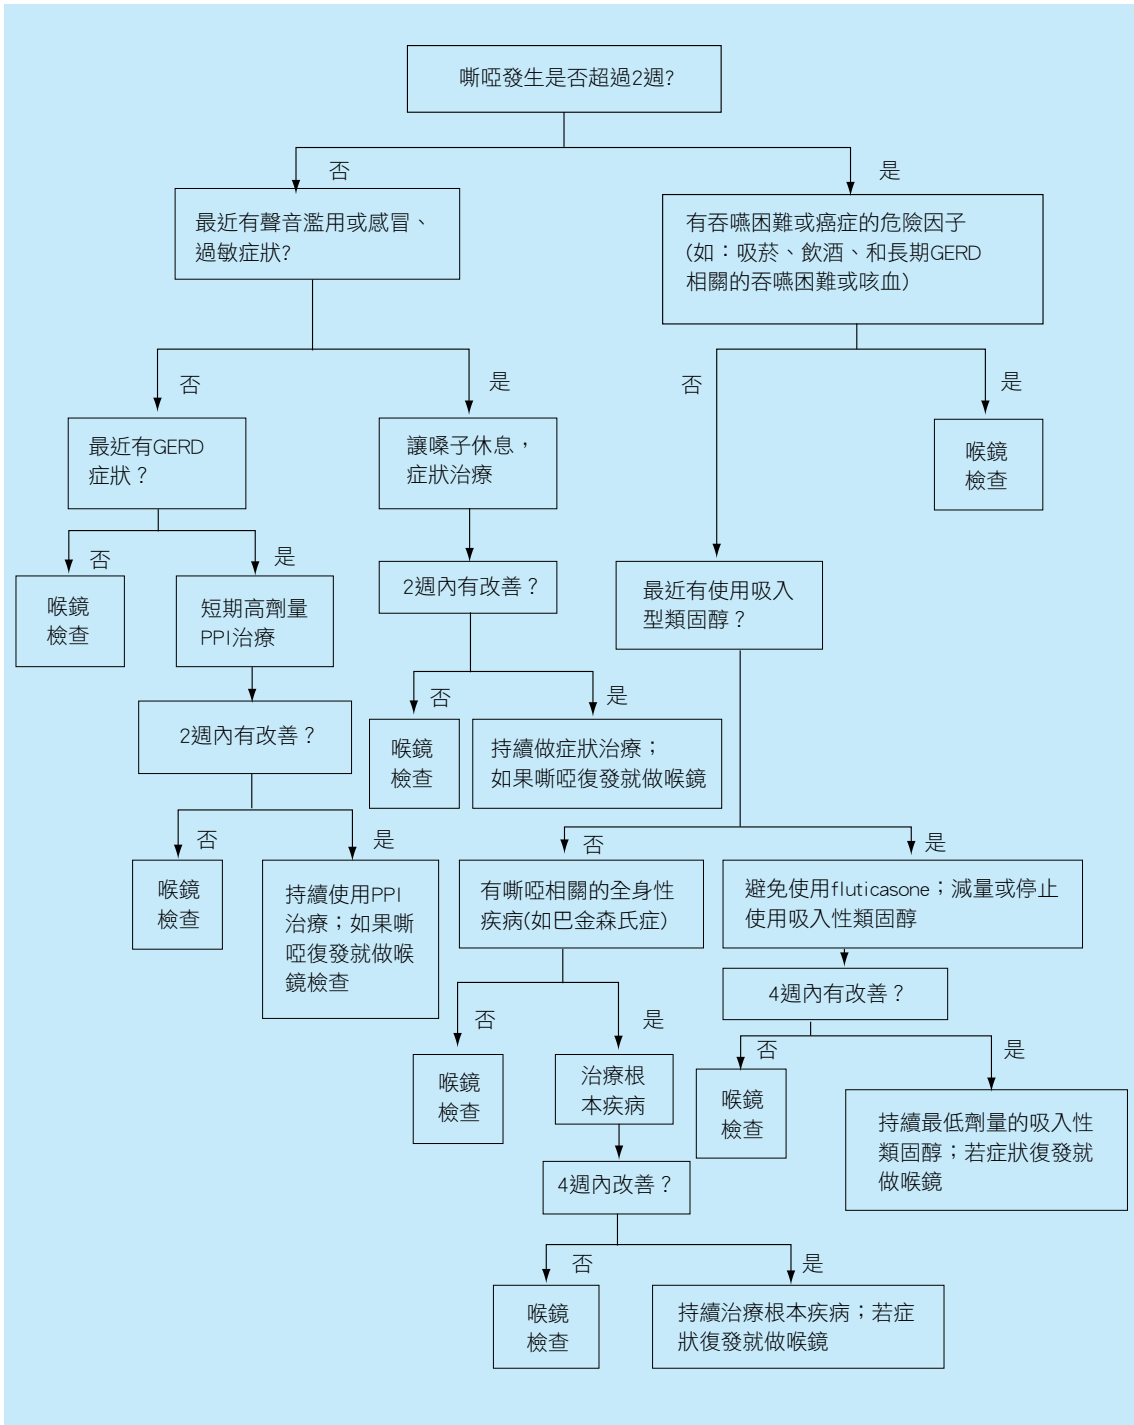 嘶啞發生是否超過2週?
否
是
最近有聲音濫用或感冒、
過敏症狀?
有吞嚥困難或癌症的危險因子
(如：吸菸、飲酒、和長期GERD
相關的吞嚥困難或咳血)
否
是
否
是
最近有GERD
症狀？
讓嗓子休息，
症狀治療
喉鏡
檢查
否
是
2週內有改善？
最近有使用吸入
型類固醇？
喉鏡
檢查
短期高劑量
PPI治療
否
是
2週內有改善？
喉鏡
檢查
持續做症狀治療；
如果嘶啞復發就做喉鏡
否
是
否
是
喉鏡
檢查
持續使用PPI
治療；如果嘶
啞復發就做喉
鏡檢查
有嘶啞相關的全身性
疾病(如巴金森氏症)
避免使用fluticasone；減量或停止
使用吸入性類固醇
4週內有改善？
否
是
否
是
喉鏡
檢查
治療根
本疾病
喉鏡
檢查
持續最低劑量的吸入性
類固醇；若症狀復發就
做喉鏡
4週內改善？
否
是
喉鏡
檢查
持續治療根本疾病；若症
狀復發就做喉鏡